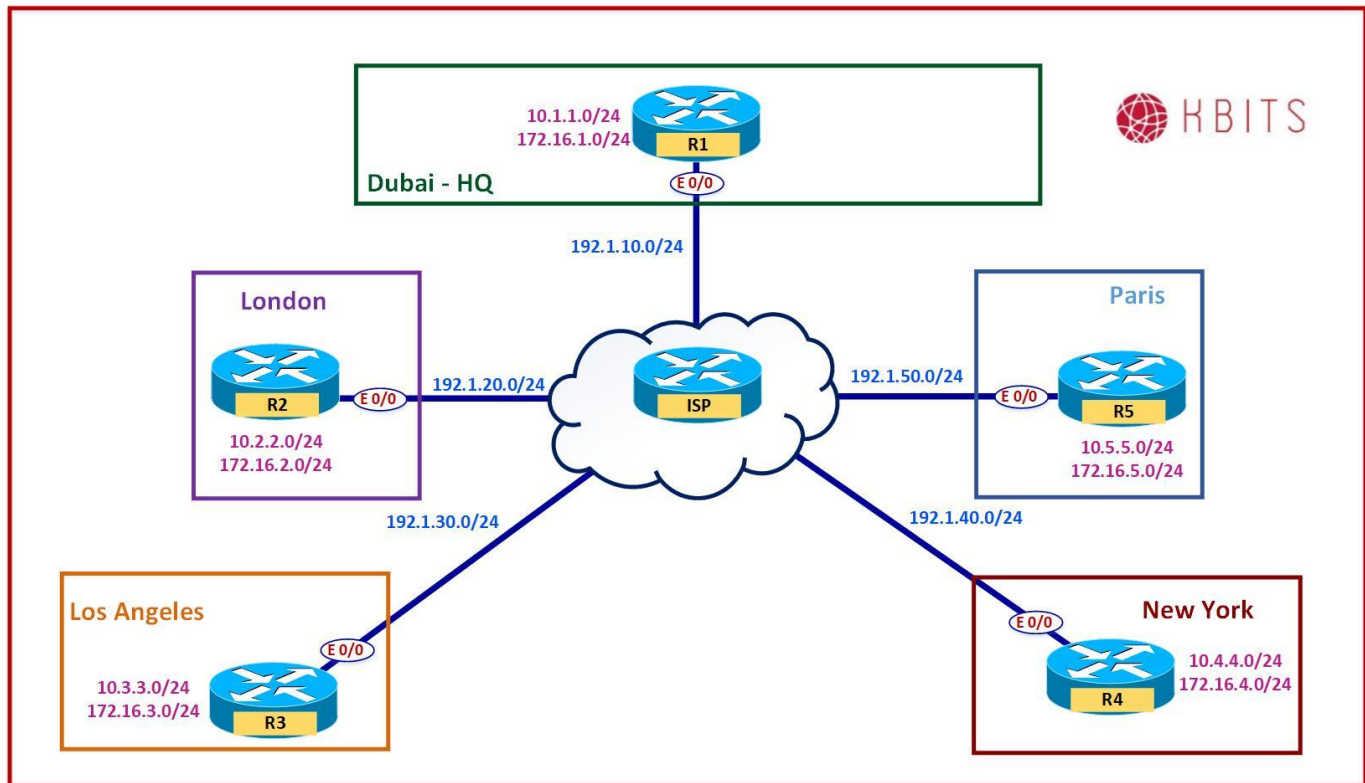 10.1.1.0/24
172.16.1.0/24
R1
KBITS
Dubai - HQ
E 0/0
192.1.10.0/24
London
Paris
R2
E 0/0
192.1.20.0/24
ISP
192.1.50.0/24
E 0/0
R5
10.2.2.0/24
172.16.2.0/24
10.5.5.0/24
172.16.5.0/24
192.1.30.0/24
192.1.40.0/24
Los Angeles
New York
E 0/0
E 0/0
10.3.3.0/24
172.16.3.0/24
R3
R4
10.4.4.0/24
172.16.4.0/24